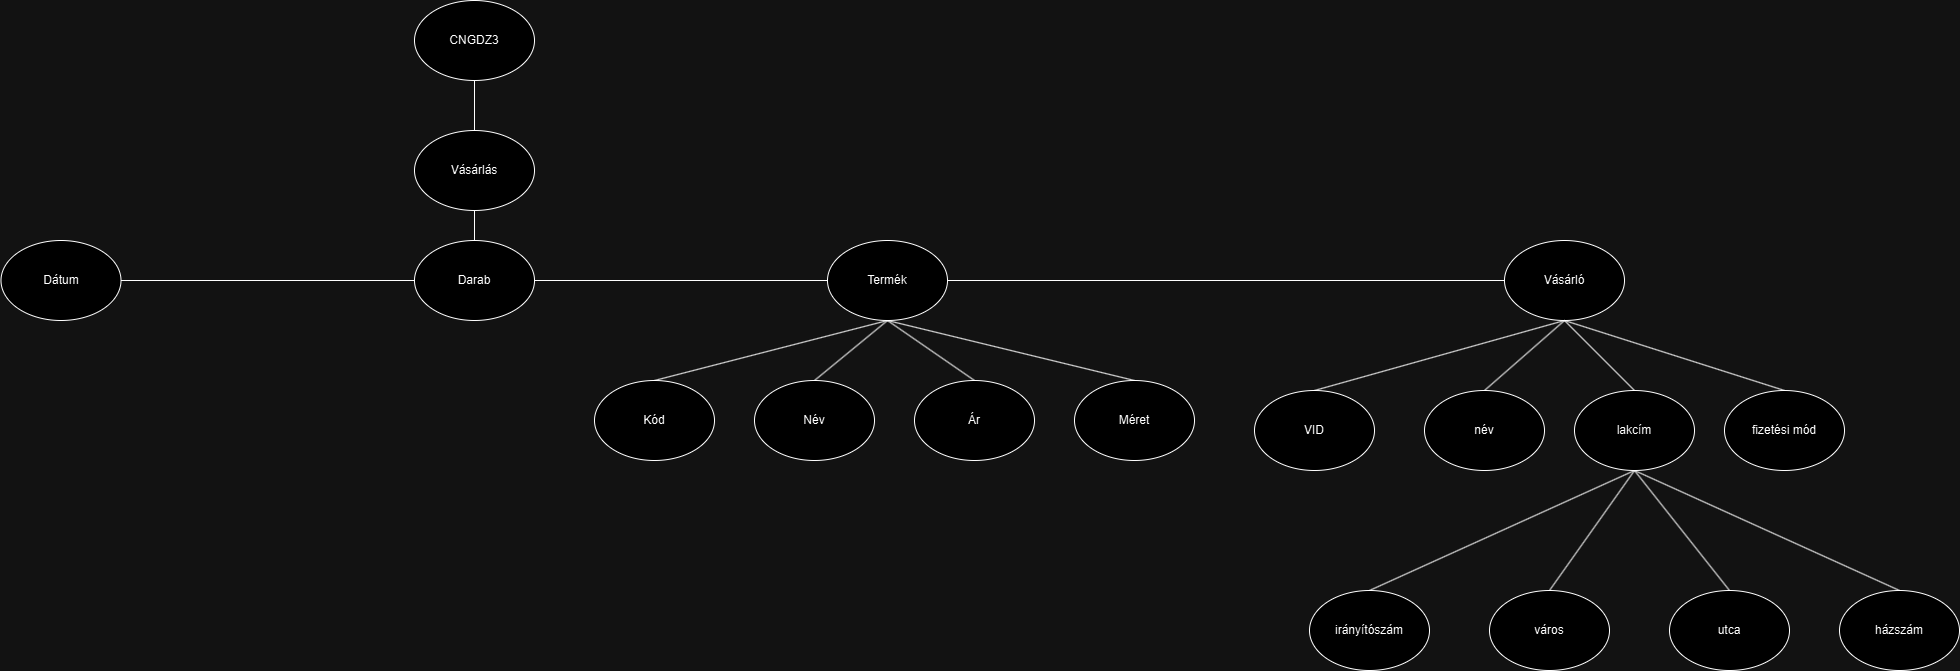 CNGDZ3
Vásárlás
Dátum
Darab
Termék
Vásárló
Kód
Név
Ár
Méret
VID
név
lakcím
fizetési mód
irányítószám
város
utca
házszám